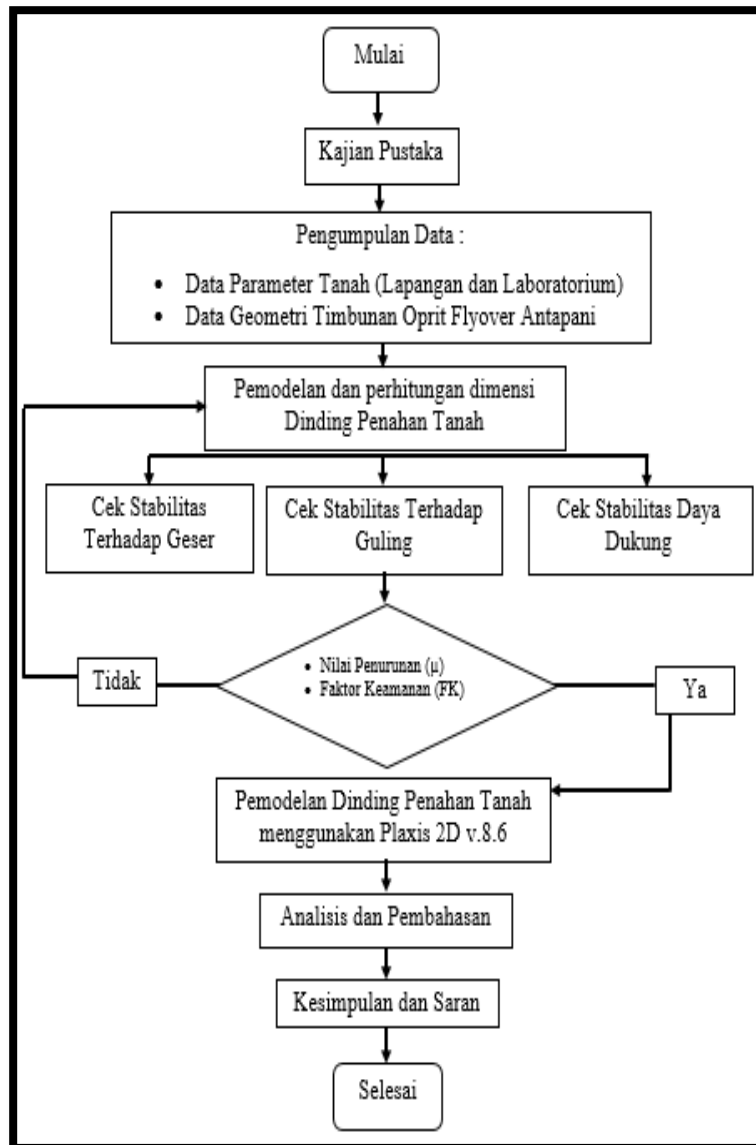 Mulai
Kajian Pustaka
Pengumpulan Data :
• Data Parameter Tanah (Lapangan dan Laboratorium)
• Data Geometri Timbunan Oprit Flyover Antapani
Pemodelan dan perhitungan dimensi
Dinding Penahan Tanah
Cek Stabilitas
Terhadap Geser
Cek Stabilitas Terhadap
Guling
Cek Stabilitas Daya
Dukung
• Nilai Penurunan (µ)
• Faktor Keamanan (FK)
Tidak
Ya
Pemodelan Dinding Penahan Tanah
menggunakan Plaxis 2D v.8.6
Analisis dan Pembahasan
Kesimpulan dan Saran
Selesai